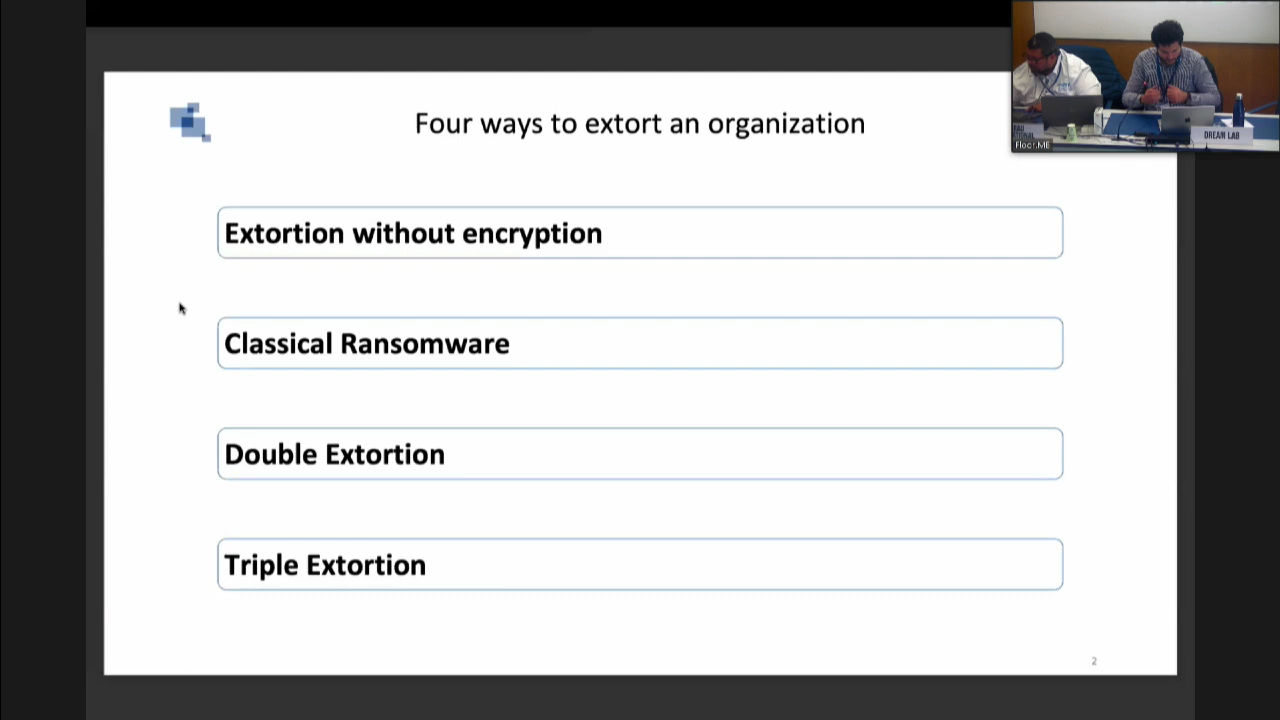 Four ways to extort an organization
Extortion without encryption
Classical Ransomware
Double Extortion
Triple Extortion
2
DREAM LAB
Floor.ME